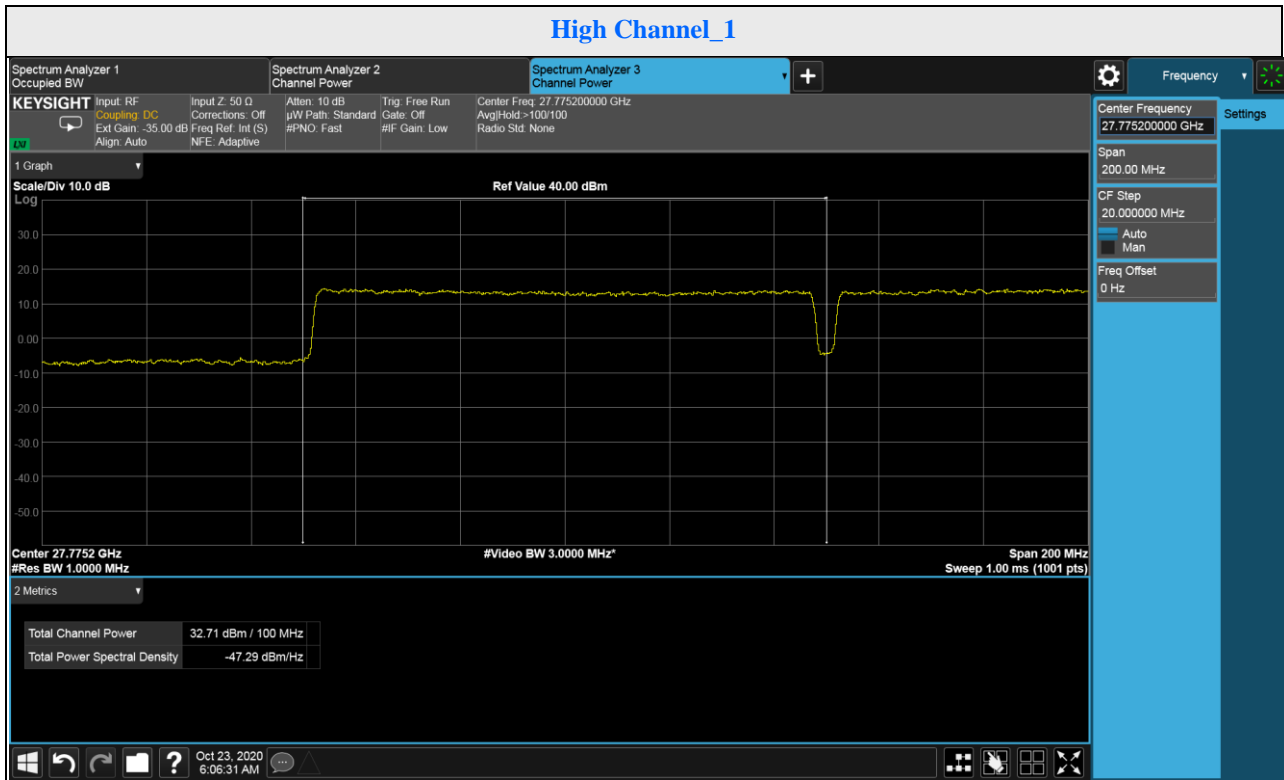 High Channel_1
Spectrum Analyzer 1
Occupied BW
Spectrum Analyzer 2
Channel Power
Spectrum Analyzer 3
Channel Power
Frequency
KEYSIGHT
Input: RF
Coupling: DC
Ext Gain: -35.00 dB
Align: Auto
Input Z: 50 Ω
Corrections: Off
Freq Ref: Int (S)
NFE: Adaptive
Atten: 10 dB
µW Path: Standard
#PNO: Fast
Trig: Free Run
Gate: Off
#IF Gain: Low
Center Freq: 27.775200000 GHz
Avg|Hold:>100/100
Radio Std: None
LXI
Center Frequency
27.775200000 GHz
Settings
Span
200.00 MHz
CF Step
20.000000 MHz
Auto
Man
Freq Offset
0 Hz
1 Graph
Scale/Div 10.0 dB
Ref Value 40.00 dBm
Log
30.0
20.0
10.0
0.00
-10.0
-20.0
-30.0
-40.0
-50.0
Center 27.7752 GHz
#Video BW 3.0000 MHz*
Span 200 MHz
#Res BW 1.0000 MHz
Sweep 1.00 ms (1001 pts)
2 Metrics
Total Channel Power 32.71 dBm / 100 MHz
Total Power Spectral Density -47.29 dBm/Hz
?
Oct 23, 2020
6:06:31 AM